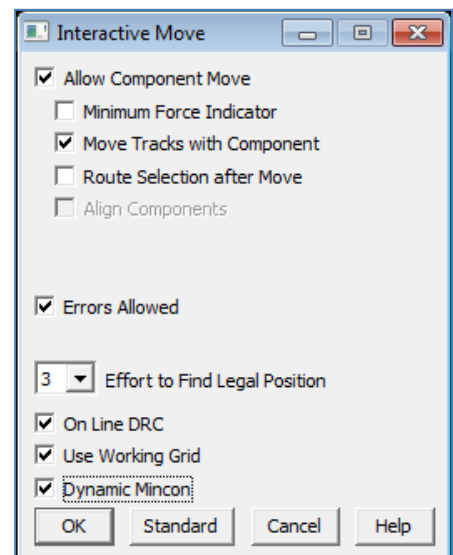 Interactive Move
Allow Component Move
Minimum Force Indicator
Move Tracks with Component
Route Selection after Move
Align Components
Errors Allowed
3 Effort to Find Legal Position
On Line DRC
Use Working Grid
Dynamic Mincon
OK Standard Cancel Help